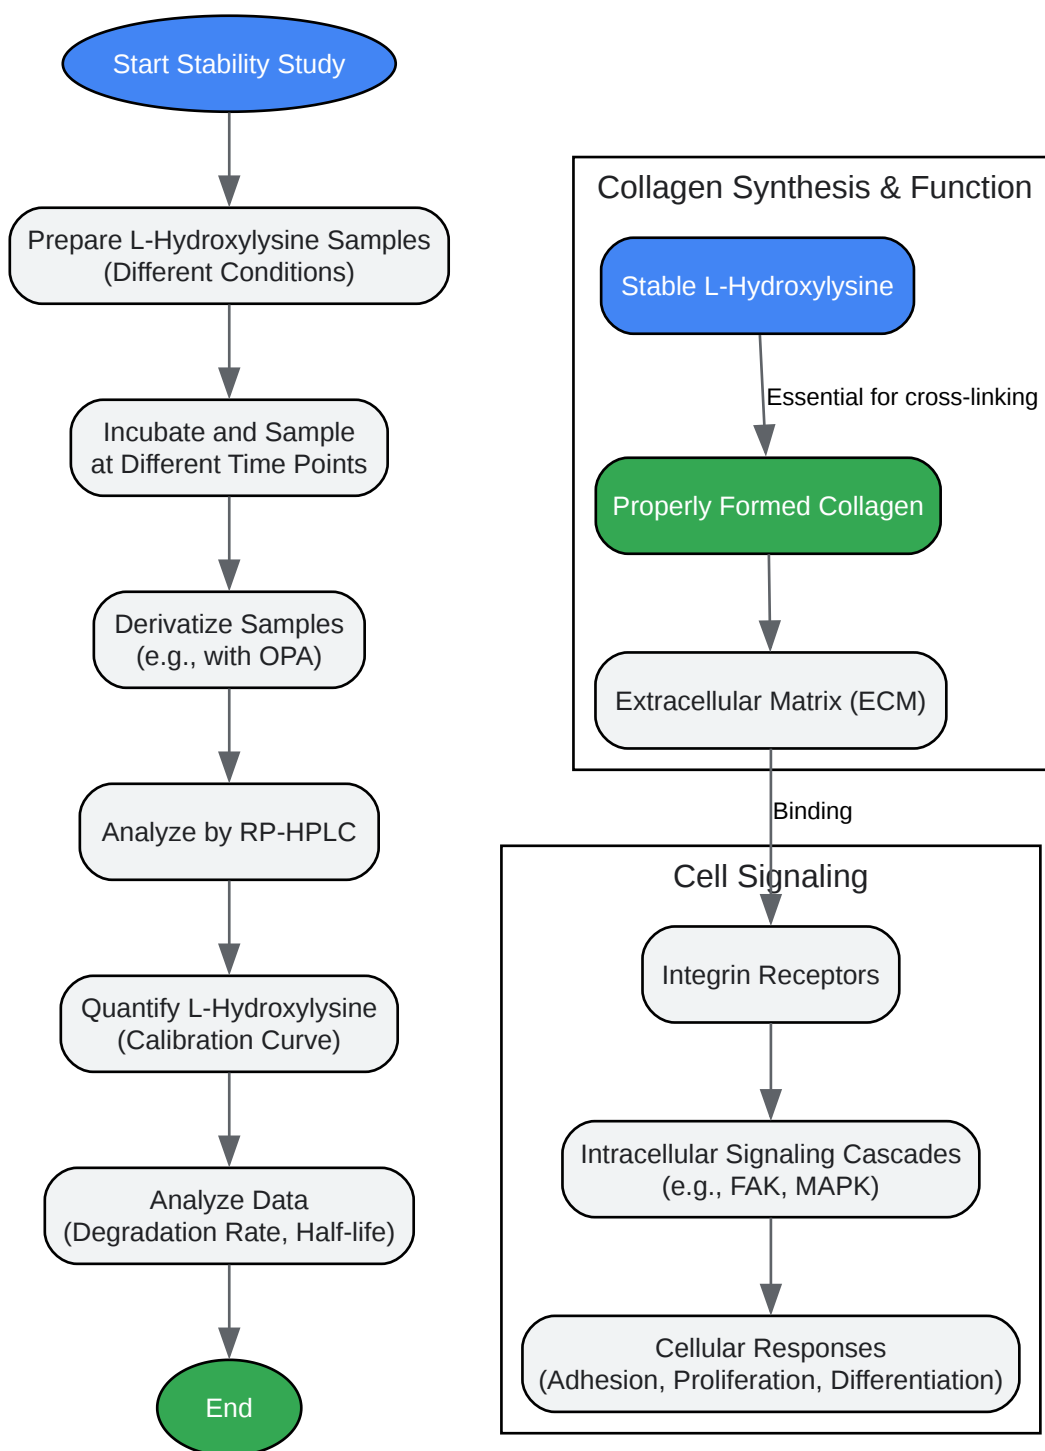 Start Stability Study
Prepare L-Hydroxylysine Samples
(Different Conditions)
Incubate and Sample
at Different Time Points
Derivatize Samples
(e.g., with OPA)
Analyze by RP-HPLC
Quantify L-Hydroxylysine
(Calibration Curve)
Analyze Data
(Degradation Rate, Half-life)
End
Collagen Synthesis & Function
Stable L-Hydroxylysine
Essential for cross-linking
Properly Formed Collagen
Extracellular Matrix (ECM)
Binding
Cell Signaling
Integrin Receptors
Intracellular Signaling Cascades
(e.g., FAK, MAPK)
Cellular Responses
(Adhesion, Proliferation, Differentiation)